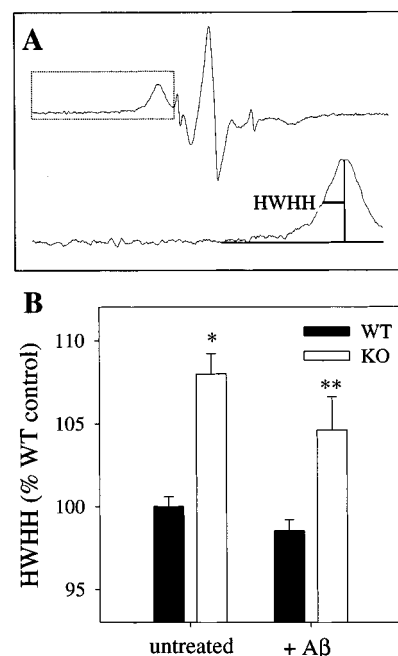 A
HWHH
B
WT
KO
HWHH (% WT control)
110
105
100
95
*
**
untreated
+ Aβ